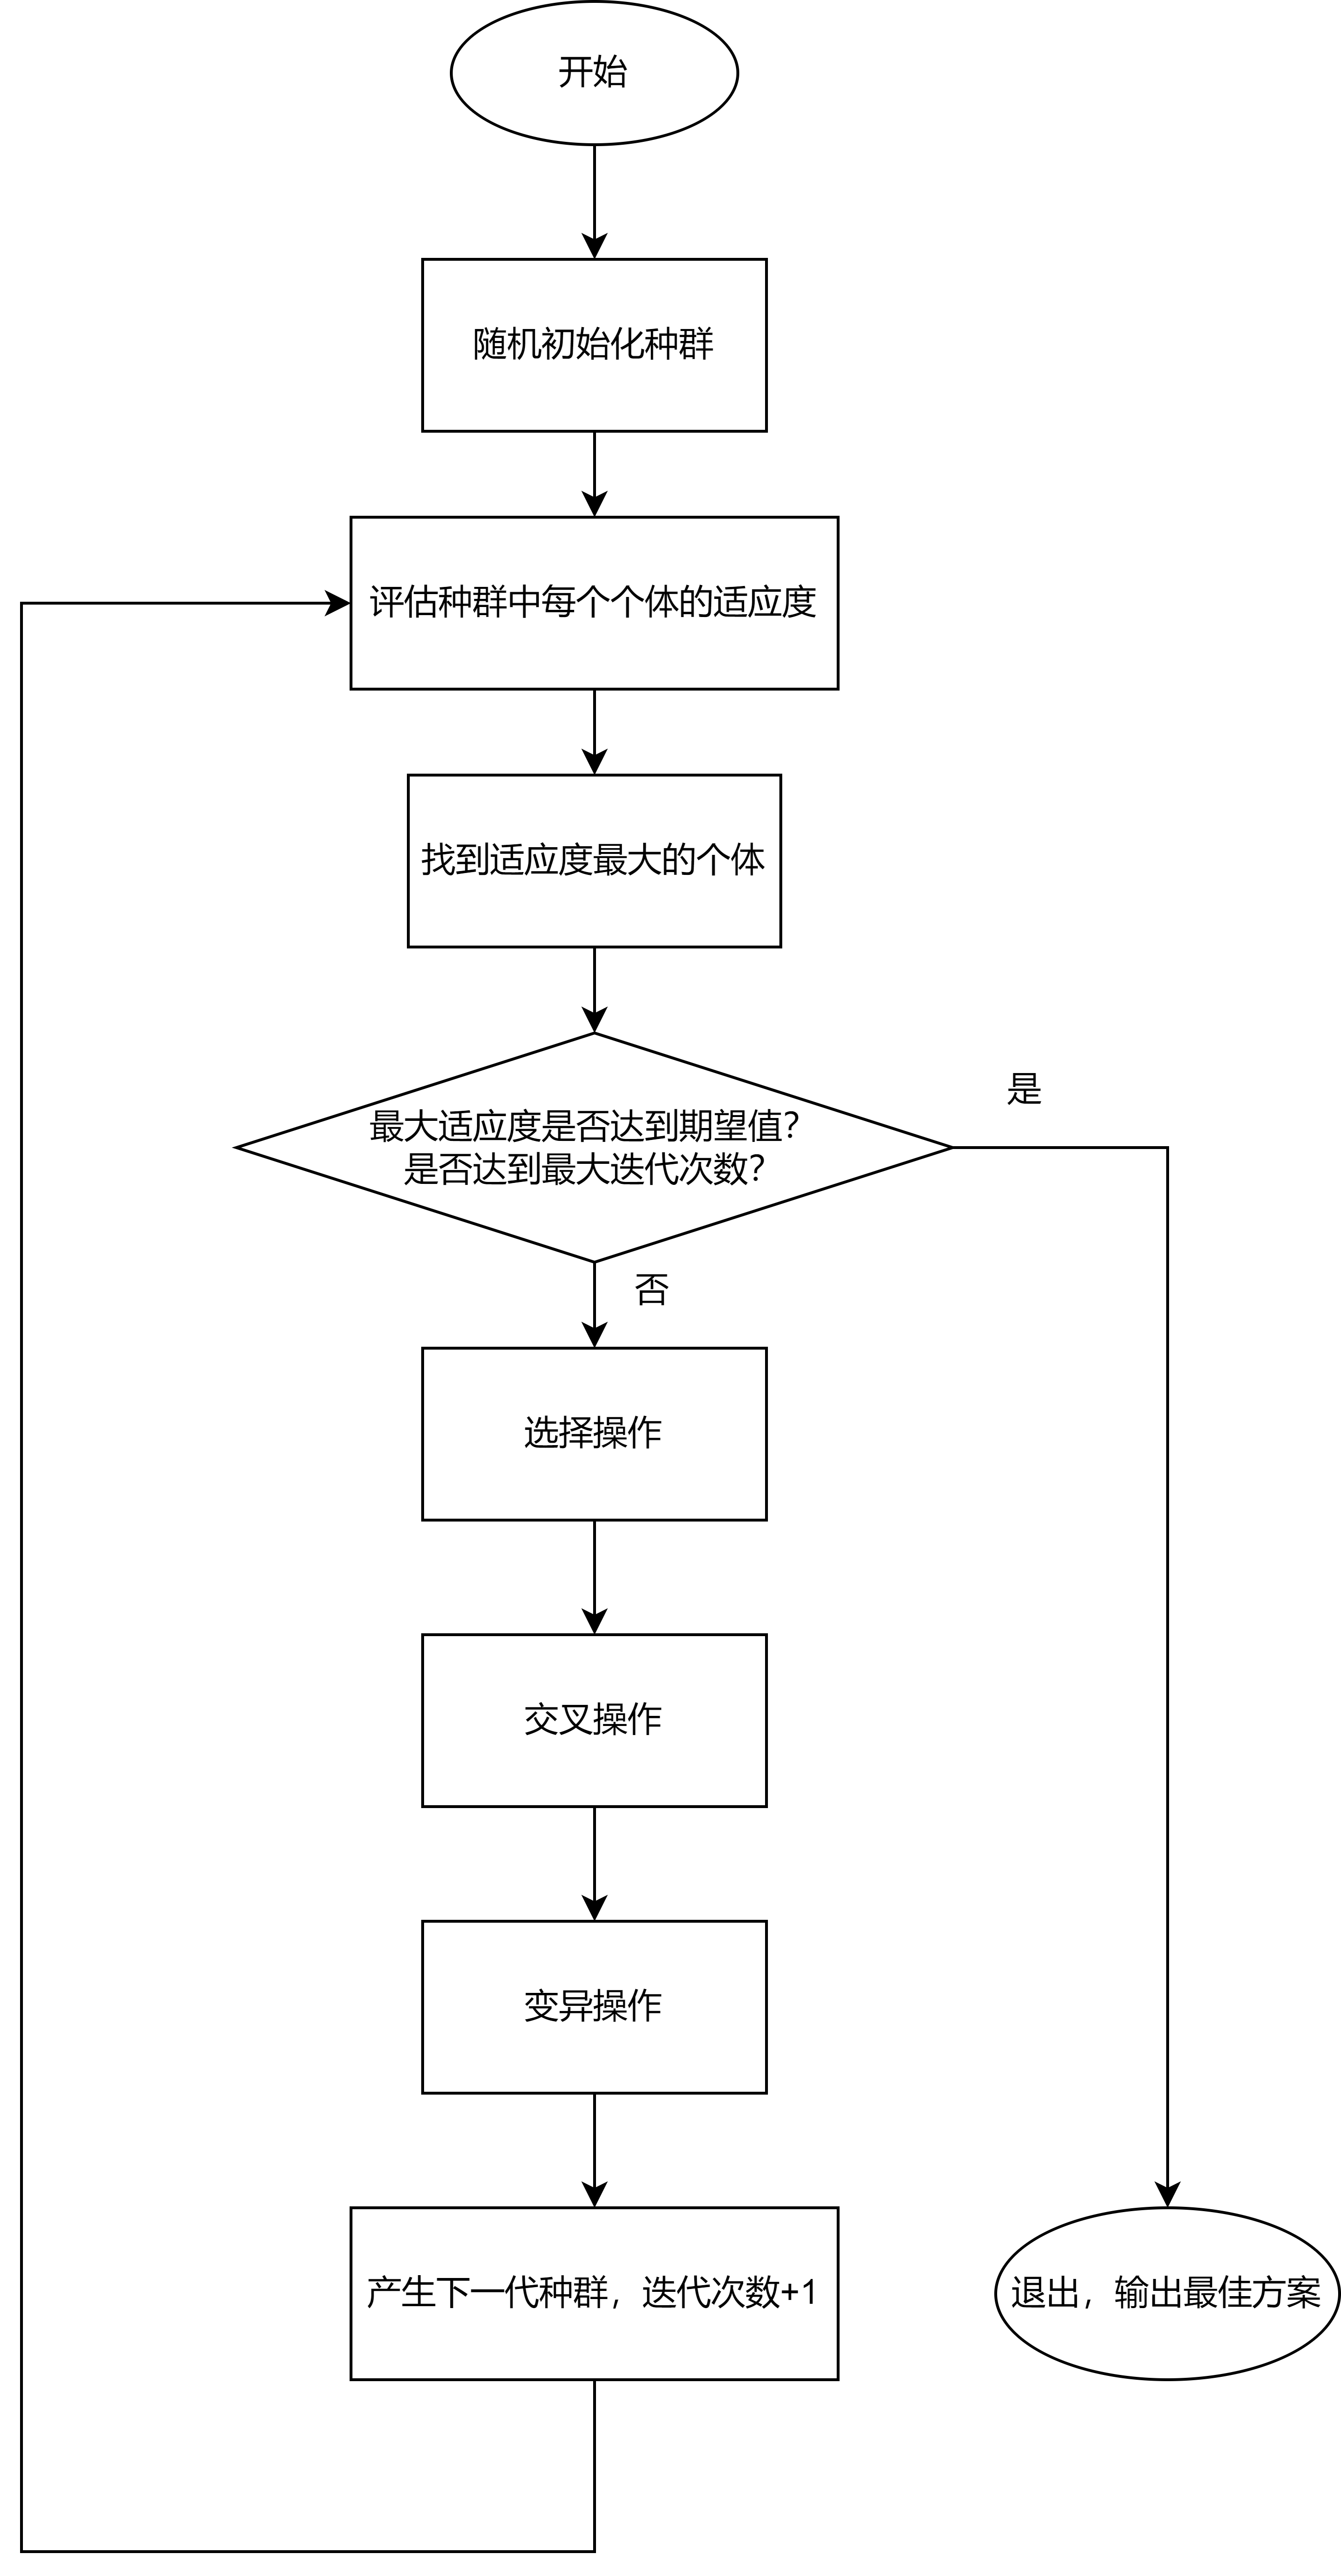 开始
随机初始化种群
评估种群中每个个体的适应度
找到适应度最大的个体
最大适应度是否达到期望值？
是否达到最大迭代次数？
是
否
选择操作
交叉操作
变异操作
产生下一代种群，迭代次数+1
退出，输出最佳方案